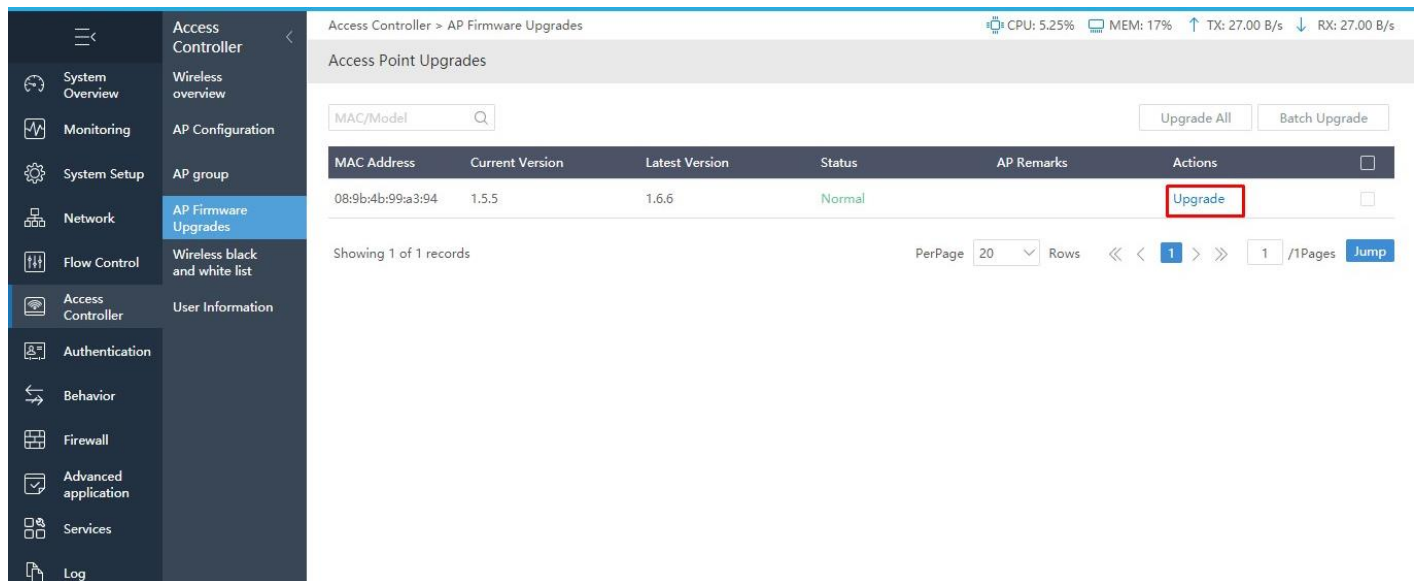 Access Controller
System Overview
Monitoring
System Setup
Network
Flow Control
Access Controller
Authentication
Behavior
Firewall
Advanced application
Services
Log
Wireless overview
AP Configuration
AP group
AP Firmware Upgrades
Wireless black and white list
User Information
Access Controller > AP Firmware Upgrades
CPU: 5.25% MEM: 17% ↑ TX: 27.00 B/s ↓ RX: 27.00 B/s
Access Point Upgrades
MAC/Model
Upgrade All Batch Upgrade
MAC Address Current Version Latest Version Status AP Remarks Actions
08:9b:4b:99:a3:94 1.5.5 1.6.6 Normal Upgrade
Showing 1 of 1 records PerPage 20 Rows 1 1 /1Pages Jump